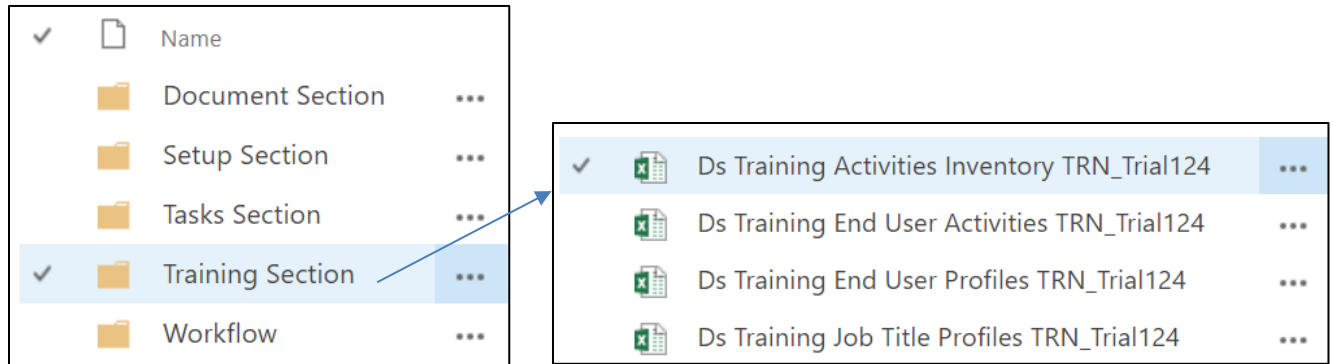 Name
Document Section
Setup Section
Tasks Section
Training Section
Workflow
Ds Training Activities Inventory TRN_Trial124
Ds Training End User Activities TRN_Trial124
Ds Training End User Profiles TRN_Trial124
Ds Training Job Title Profiles TRN_Trial124